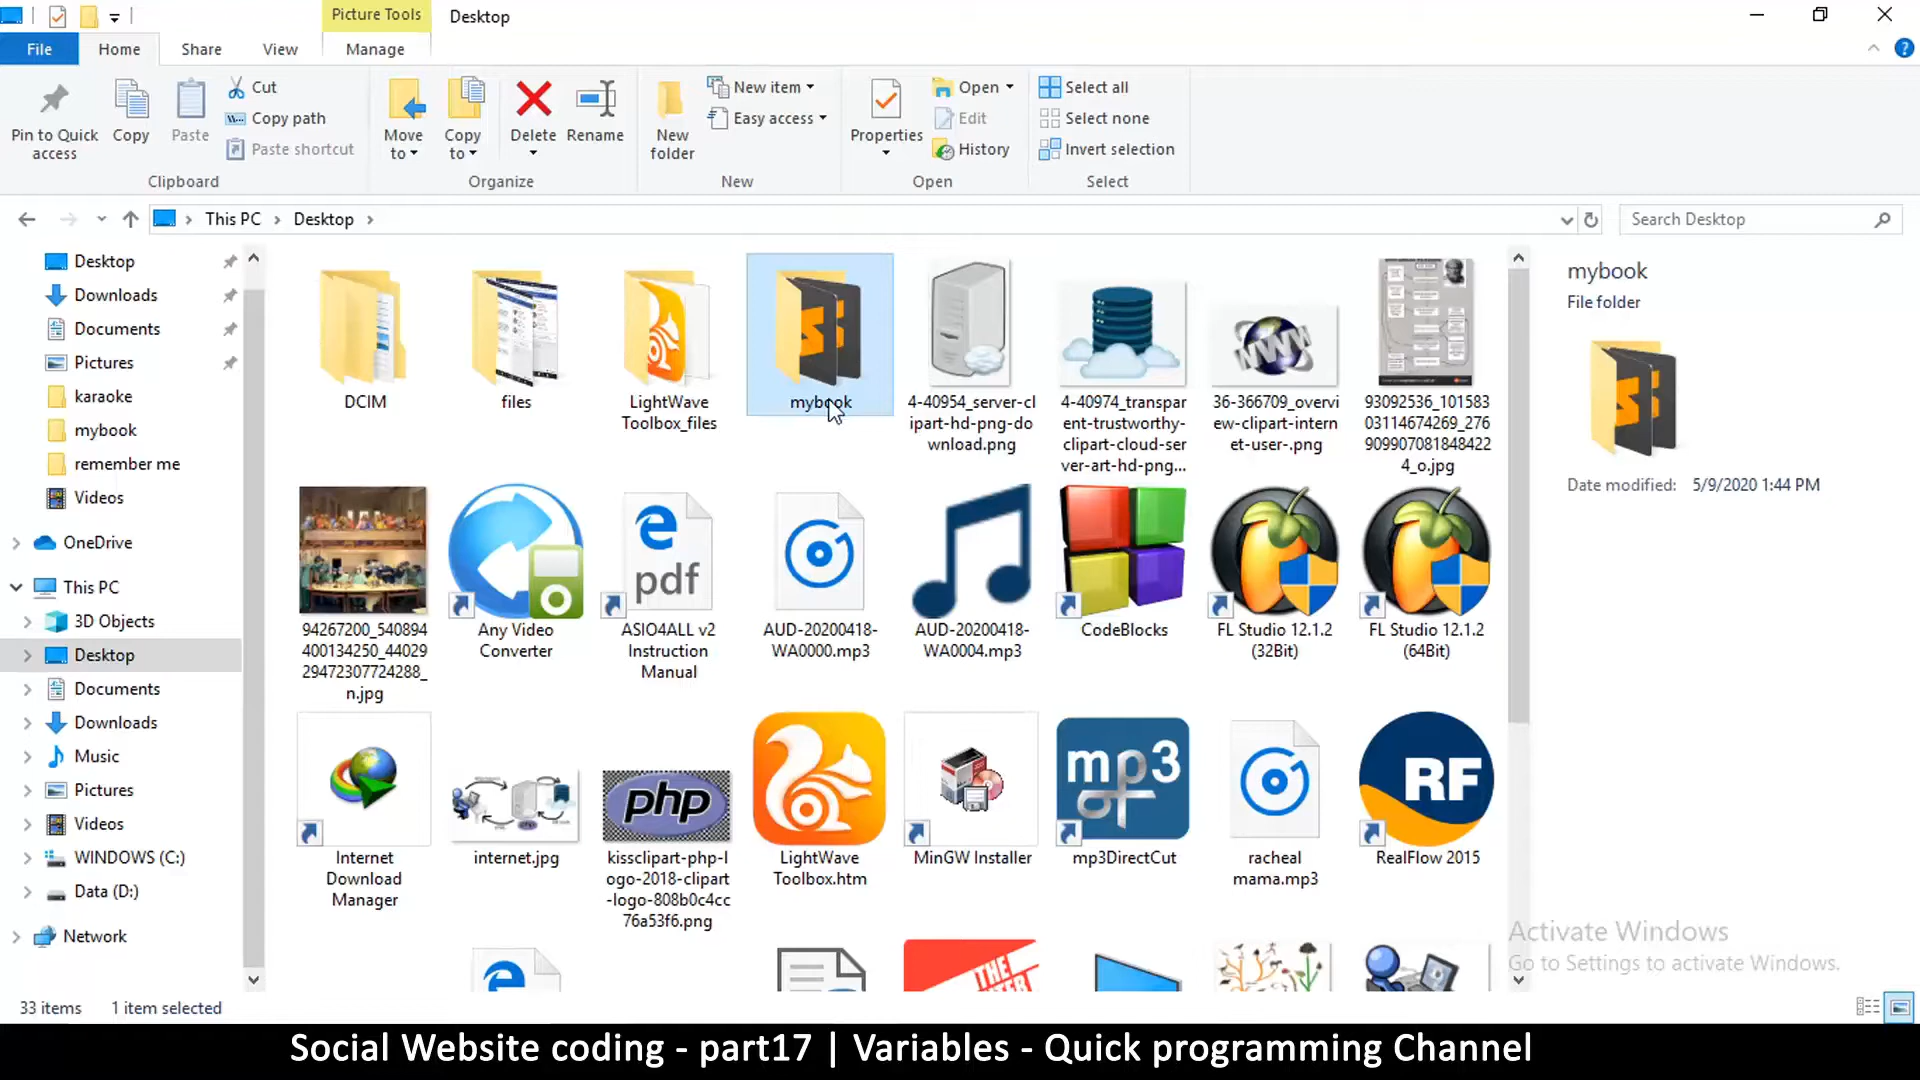 Picture Tools
Desktop
File
Home
Share
View
Manage
Pin to Quick
access
Copy
Paste
Cut
Copy path
Paste shortcut
Clipboard
Move
to
Copy
to
Delete
Rename
Organize
New
folder
New item
Easy access
New
Properties
Open
Edit
History
Open
Select all
Select none
Invert selection
Select
This PC
Desktop
Search Desktop
Desktop
Downloads
Documents
Pictures
karaoke
mybook
remember me
Videos
OneDrive
This PC
3D Objects
Desktop
Documents
Downloads
Music
Pictures
Videos
WINDOWS (C:)
Data (D:)
Network
DCIM
files
LightWave
Toolbox_files
mybook
4-40954_server-cl
ipart-hd-png-do
wnload.png
4-40974_transpar
ent-trustworthy-
clipart-cloud-ser
ver-art-hd-png...
WWW
36-366709_overvi
ew-clipart-intern
et-user-.png
93092536_101583
03114674269_276
909907081848422
4_o.jpg
94267200_540894
400134250_44029
29472307724288_
n.jpg
Any Video
Converter
pdf
ASIO4ALL v2
Instruction
Manual
AUD-20200418-
WA0000.mp3
AUD-20200418-
WA0004.mp3
CodeBlocks
FL Studio 12.1.2
(32Bit)
FL Studio 12.1.2
(64Bit)
Internet
Download
Manager
internet.jpg
php
kissclipart-php-l
ogo-2018-clipart
-logo-808b0c4cc
76a53f6.png
LightWave
Toolbox.htm
MinGW Installer
mp3
mp3DirectCut
racheal
mama.mp3
RF
RealFlow 2015
THE
mybook
File folder
Date modified: 5/9/2020 1:44 PM
Activate Windows
Go to Settings to activate Windows.
33 items
1 item selected
Social Website coding - part17 | Variables - Quick programming Channel